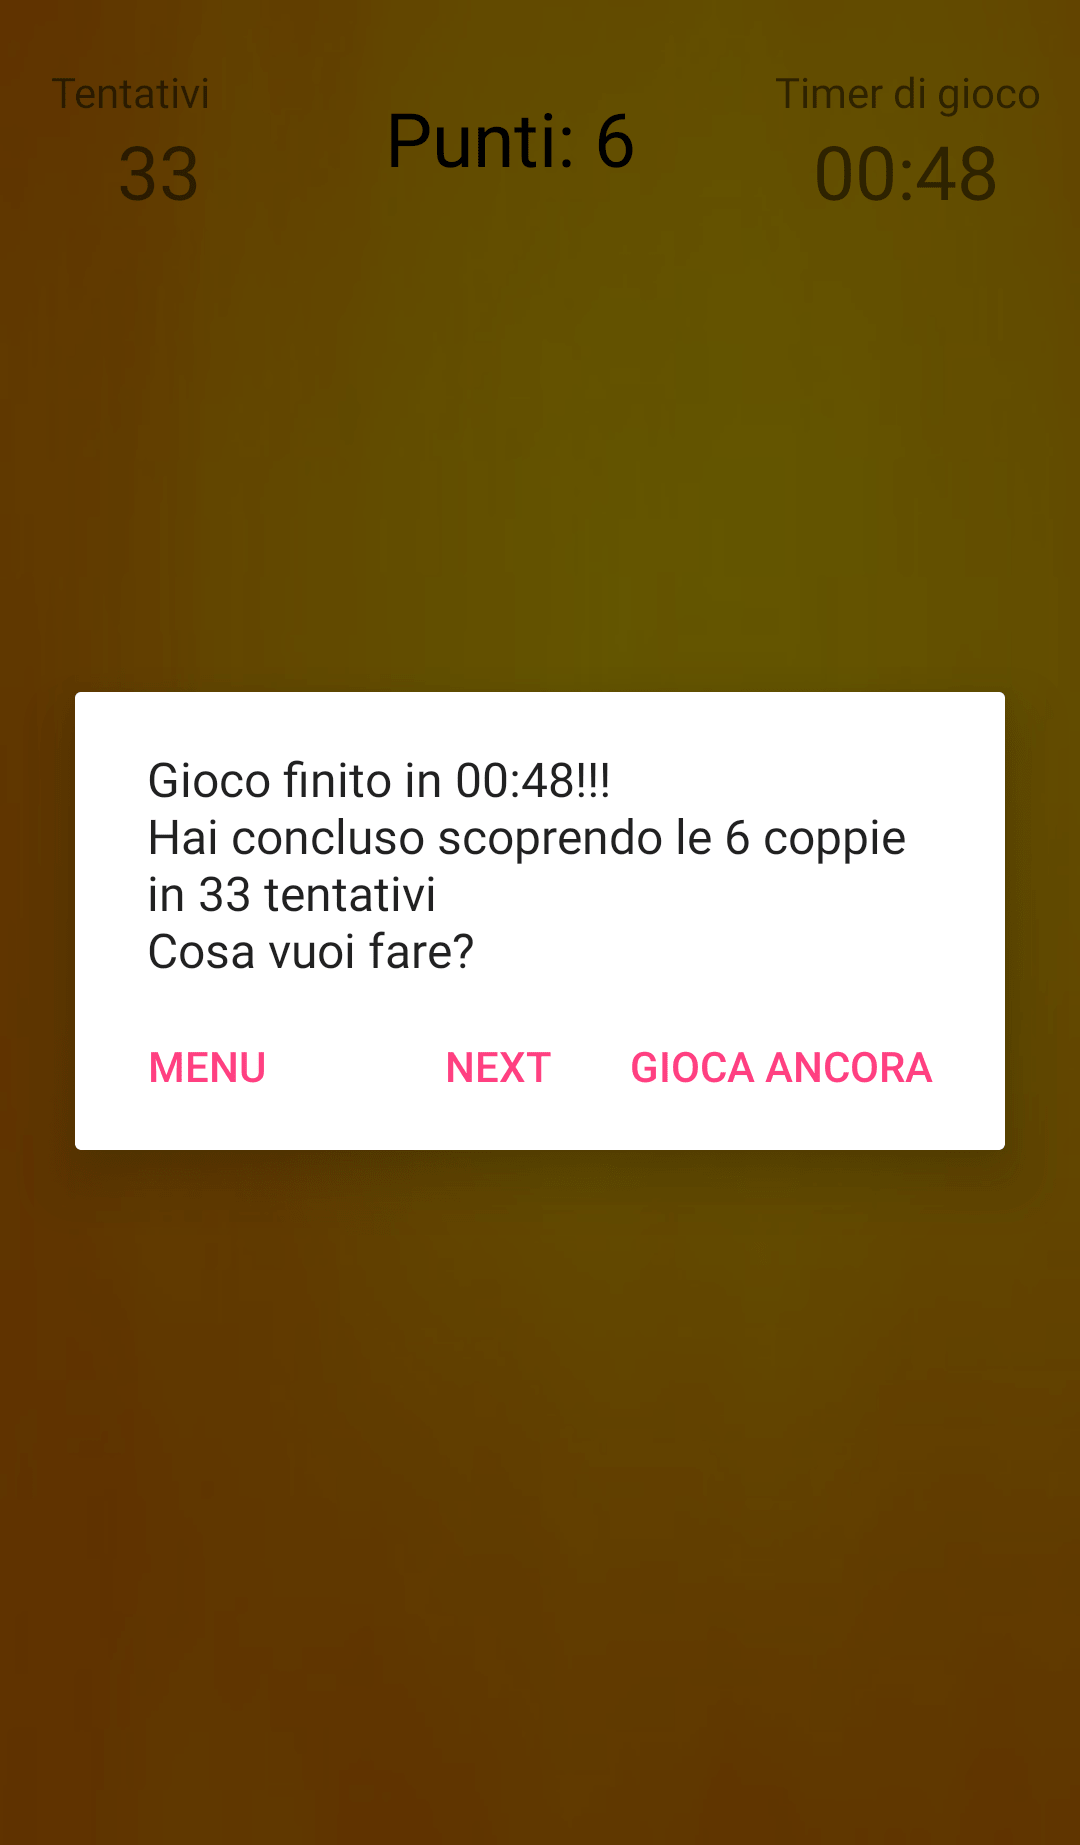 Tentativi
33
Punti: 6
Timer di gioco
00:48
Gioco finito in 00:48!!!
Hai concluso scoprendo le 6 coppie
in 33 tentativi
Cosa vuoi fare?
MENU
NEXT
GIOCA ANCORA